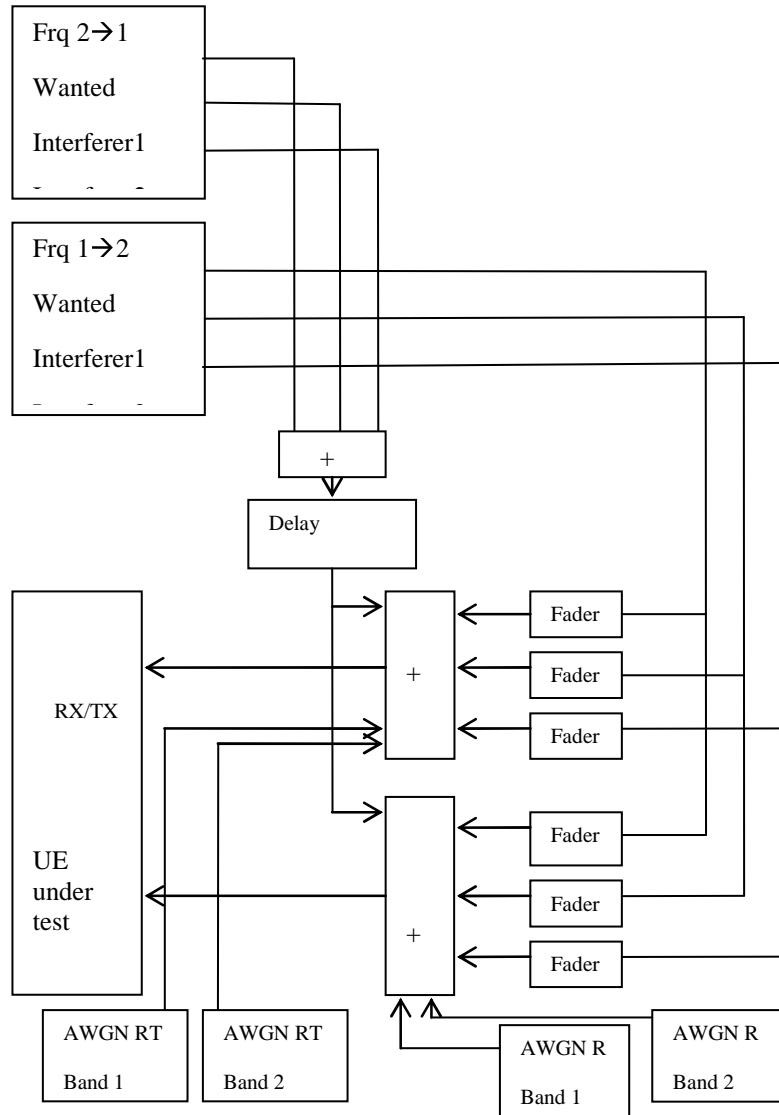 Frq 2→1
Wanted
Interferer1
Frq 1→2
Wanted
Interferer1
+
Delay
Fader
Fader
+
RX/TX
Fader
Fader
UE
under
test
Fader
+
Fader
AWGN RT
Band 1
AWGN RT
Band 2
AWGN R
Band 1
AWGN R
Band 2